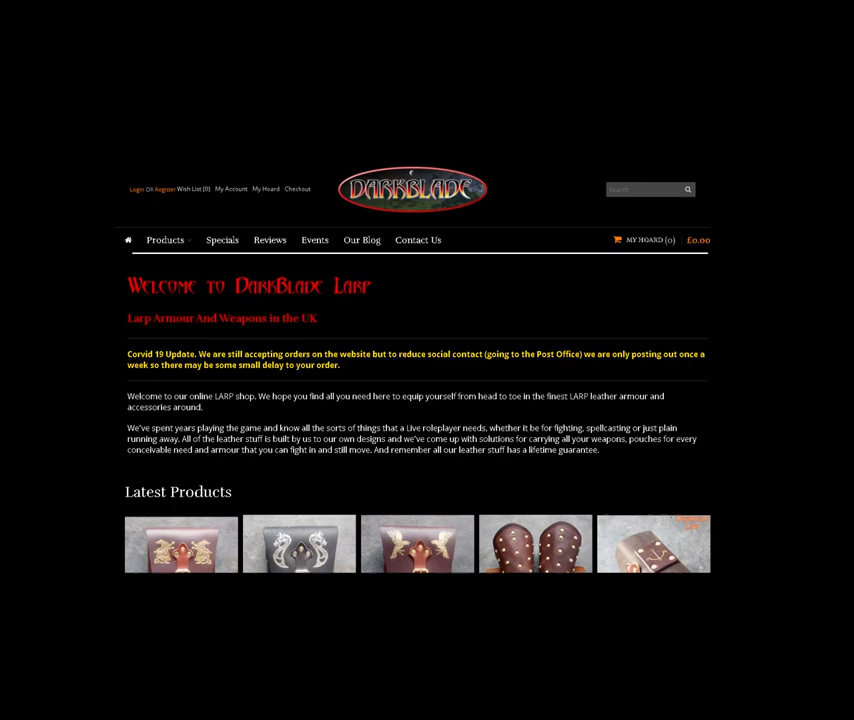 Login OR Register Wish List [0] My Account My Hoard Checkout
DARKBLADE
Search
Products Specials Reviews Events Our Blog Contact Us
MY HOARD (0) £0.00
Welcome to DarkBlade Larp
Larp Armour And Weapons in the UK
Corvid 19 Update. We are still accepting orders on the website but to reduce social contact (going to the Post Office) we are only posting out once a
week so there may be some small delay to your order.
Welcome to our online LARP shop. We hope you find all you need here to equip yourself from head to toe in the finest LARP leather armour and
accessories around.
We've spent years playing the game and know all the sorts of things that a Live roleplayer needs, whether it be for fighting, spellcasting or just plain
running away. All of the leather stuff is built by us to our own designs and we've come up with solutions for carrying all your weapons, pouches for every
conceivable need and armour that you can fight in and still move. And remember all our leather stuff has a lifetime guarantee.
Latest Products